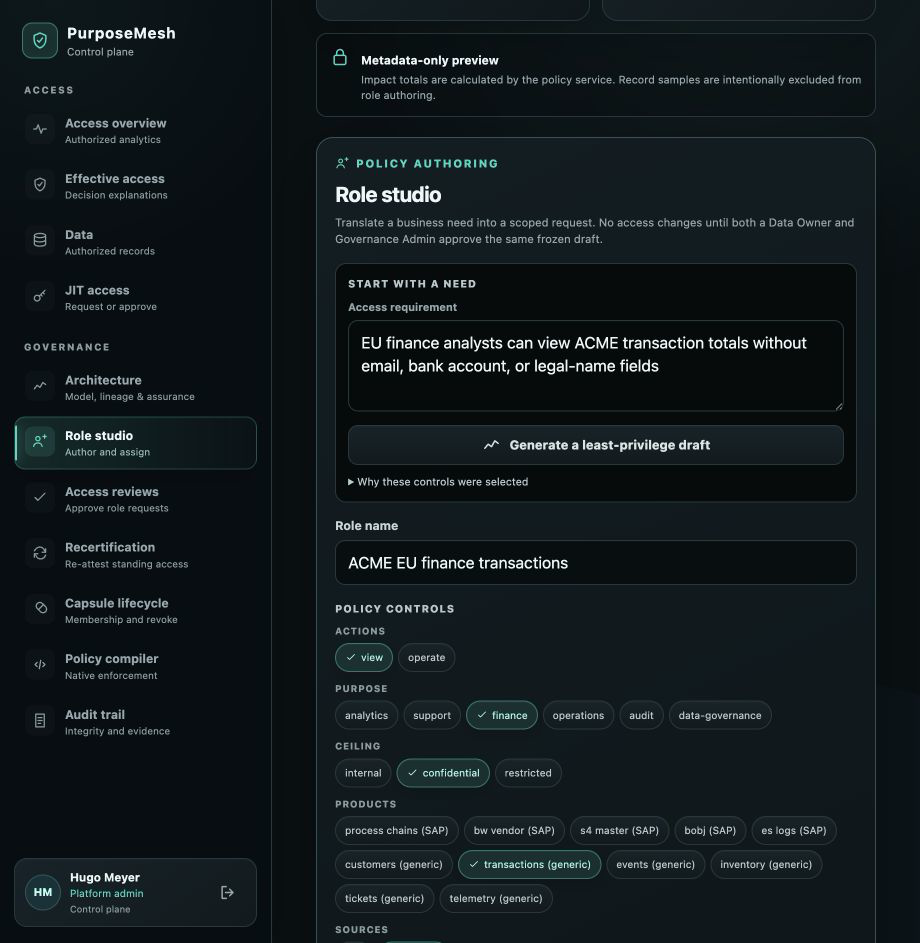 PurposeMesh
Control plane
ACCESS
Access overview
Authorized analytics
Effective access
Decision explanations
Data
Authorized records
JIT access
Request or approve
GOVERNANCE
Architecture
Model, lineage & assurance
Role studio
Author and assign
Access reviews
Approve role requests
Recertification
Re-attest standing access
Capsule lifecycle
Membership and revoke
Policy compiler
Native enforcement
Audit trail
Integrity and evidence
HM
Hugo Meyer
Platform admin
Control plane
Metadata-only preview
Impact totals are calculated by the policy service. Record samples are intentionally excluded from
role authoring.
POLICY AUTHORING
Role studio
Translate a business need into a scoped request. No access changes until both a Data Owner and
Governance Admin approve the same frozen draft.
START WITH A NEED
Access requirement
EU finance analysts can view ACME transaction totals without
email, bank account, or legal-name fields
Generate a least-privilege draft
Why these controls were selected
Role name
ACME EU finance transactions
POLICY CONTROLS
ACTIONS
view operate
PURPOSE
analytics support finance operations audit data-governance
CEILING
internal confidential restricted
PRODUCTS
process chains (SAP) bw vendor (SAP) s4 master (SAP) bobj (SAP) es logs (SAP)
customers (generic) transactions (generic) events (generic) inventory (generic)
tickets (generic) telemetry (generic)
SOURCES